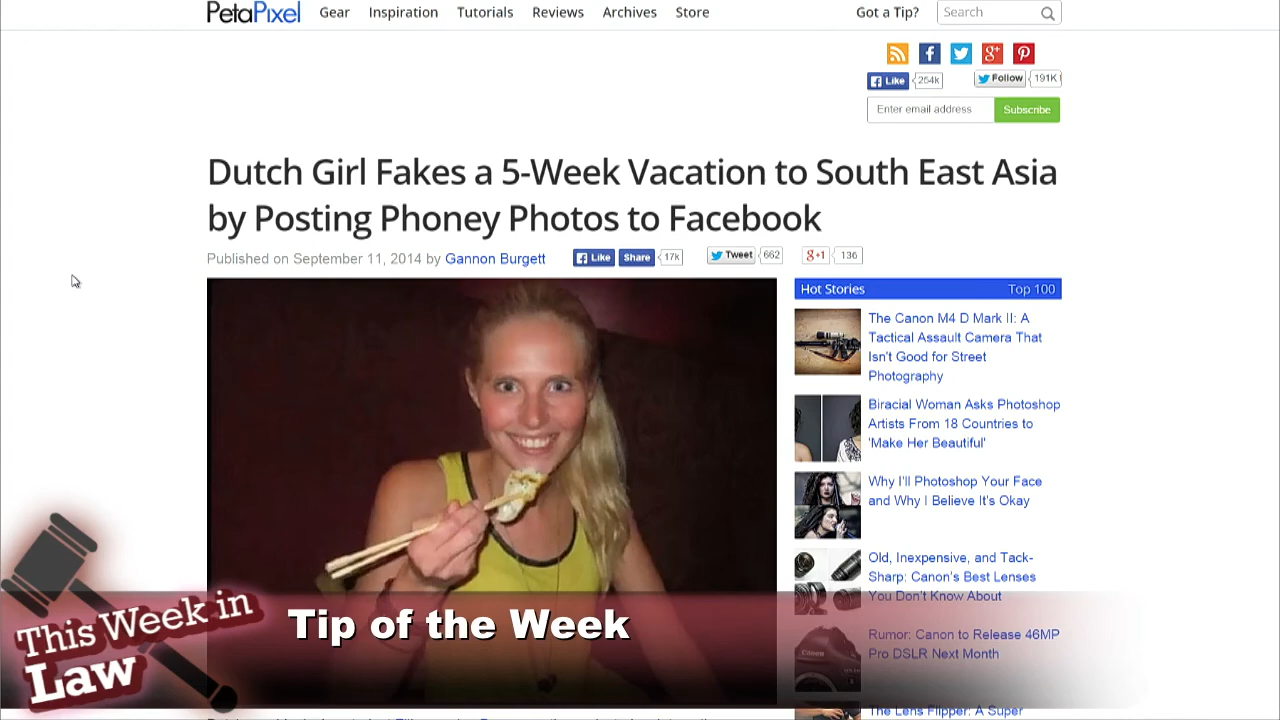 PetaPixel Gear Inspiration Tutorials Reviews Archives Store Got a Tip? Search
Like 264k Follow 191K
Enter email address Subscribe
Dutch Girl Fakes a 5-Week Vacation to South East Asia
by Posting Phoney Photos to Facebook
Published on September 11, 2014 by Gannon Burgett Like Share 17k Tweet 662 g+1 136
Hot Stories Top 100
The Canon M4 D Mark II: A
Tactical Assault Camera That
Isn't Good for Street
Photography
Biracial Woman Asks Photoshop
Artists From 18 Countries to
'Make Her Beautiful'
Why I'll Photoshop Your Face
and Why I Believe It's Okay
Old, Inexpensive, and Tack-
Sharp: Canon's Best Lenses
You Don't Know About
Rumor: Canon to Release 46MP
Pro DSLR Next Month
The Lens Flipper: A Super
This Week in
Law
Tip of the Week